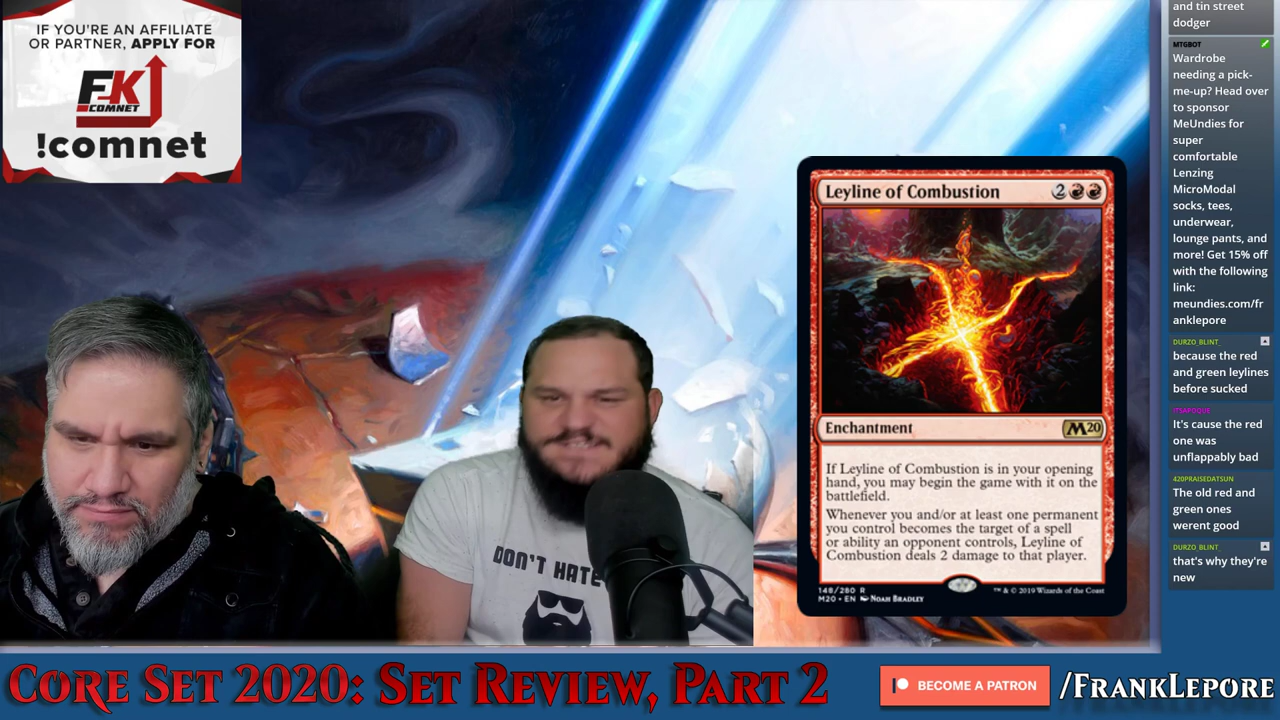 IF YOU'RE AN AFFILIATE
OR PARTNER, APPLY FOR
FK
COMNET
!comnet
Leyline of Combustion 2
Enchantment M20
If Leyline of Combustion is in your opening
hand, you may begin the game with it on the
battlefield.
Whenever you and/or at least one permanent
you control becomes the target of a spell
or ability an opponent controls, Leyline of
Combustion deals 2 damage to that player.
148/280 R
M20 • EN NOAH BRADLEY
™ & © 2019 Wizards of the Coast
DON'T HATE
and tin street
dodger
MTGBOT
Wardrobe
needing a pick-
me-up? Head over
to sponsor
MeUndies for
super
comfortable
Lenzing
MicroModal
socks, tees,
underwear,
lounge pants, and
more! Get 15% off
with the following
link:
meundies.com/fr
anklepore
DURZO_BLINT_
because the red
and green leylines
before sucked
ITSAPOQUE
It's cause the red
one was
unflappably bad
420PRAISEDATSUN
The old red and
green ones
werent good
DURZO_BLINT_
that's why they're
new
CORE SET 2020: SET REVIEW, PART 2
BECOME A PATRON
/FRANKLEPORE